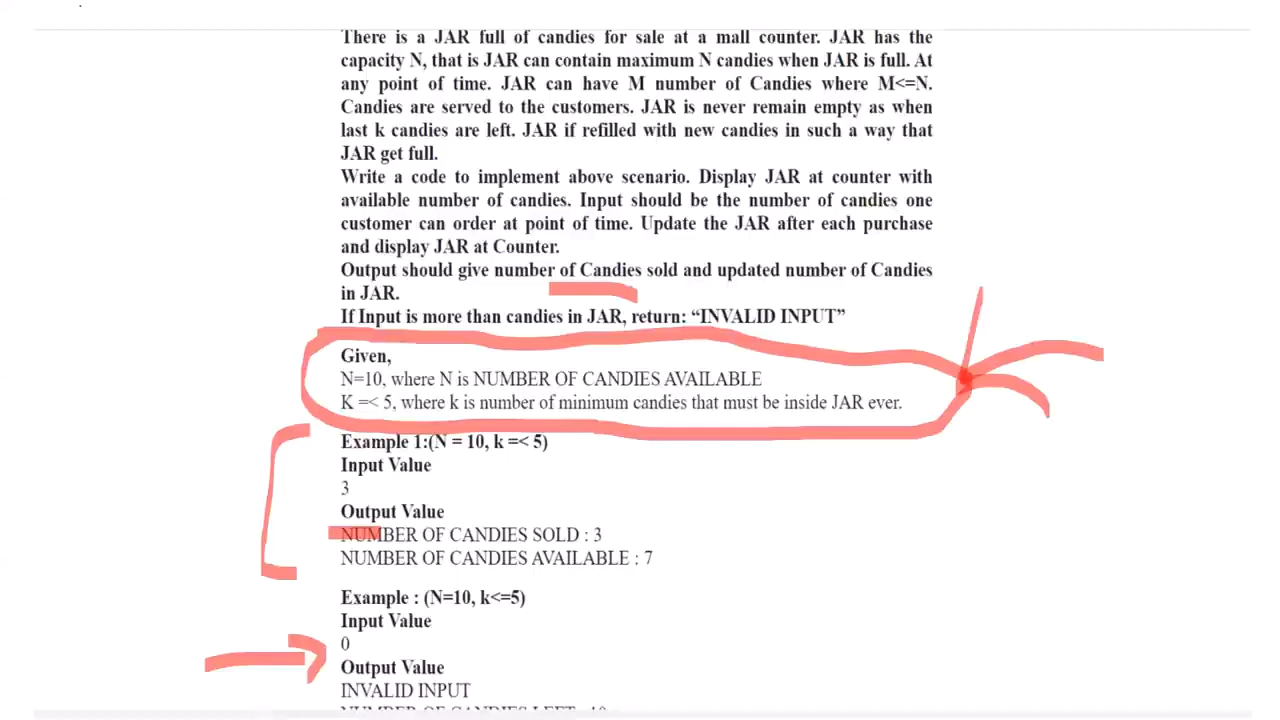 There is a JAR full of candies for sale at a mall counter. JAR has the
capacity N, that is JAR can contain maximum N candies when JAR is full. At
any point of time. JAR can have M number of Candies where M<=N.
Candies are served to the customers. JAR is never remain empty as when
last k candies are left. JAR if refilled with new candies in such a way that
JAR get full.
Write a code to implement above scenario. Display JAR at counter with
available number of candies. Input should be the number of candies one
customer can order at point of time. Update the JAR after each purchase
and display JAR at Counter.
Output should give number of Candies sold and updated number of Candies
in JAR.
If Input is more than candies in JAR, return: “INVALID INPUT”
Given,
N=10, where N is NUMBER OF CANDIES AVAILABLE
K =< 5, where k is number of minimum candies that must be inside JAR ever.
Example 1:(N = 10, k =< 5)
Input Value
3
Output Value
NUMBER OF CANDIES SOLD : 3
NUMBER OF CANDIES AVAILABLE : 7
Example : (N=10, k<=5)
Input Value
0
Output Value
INVALID INPUT
NUMBER OF CANDIES LEFT : 10